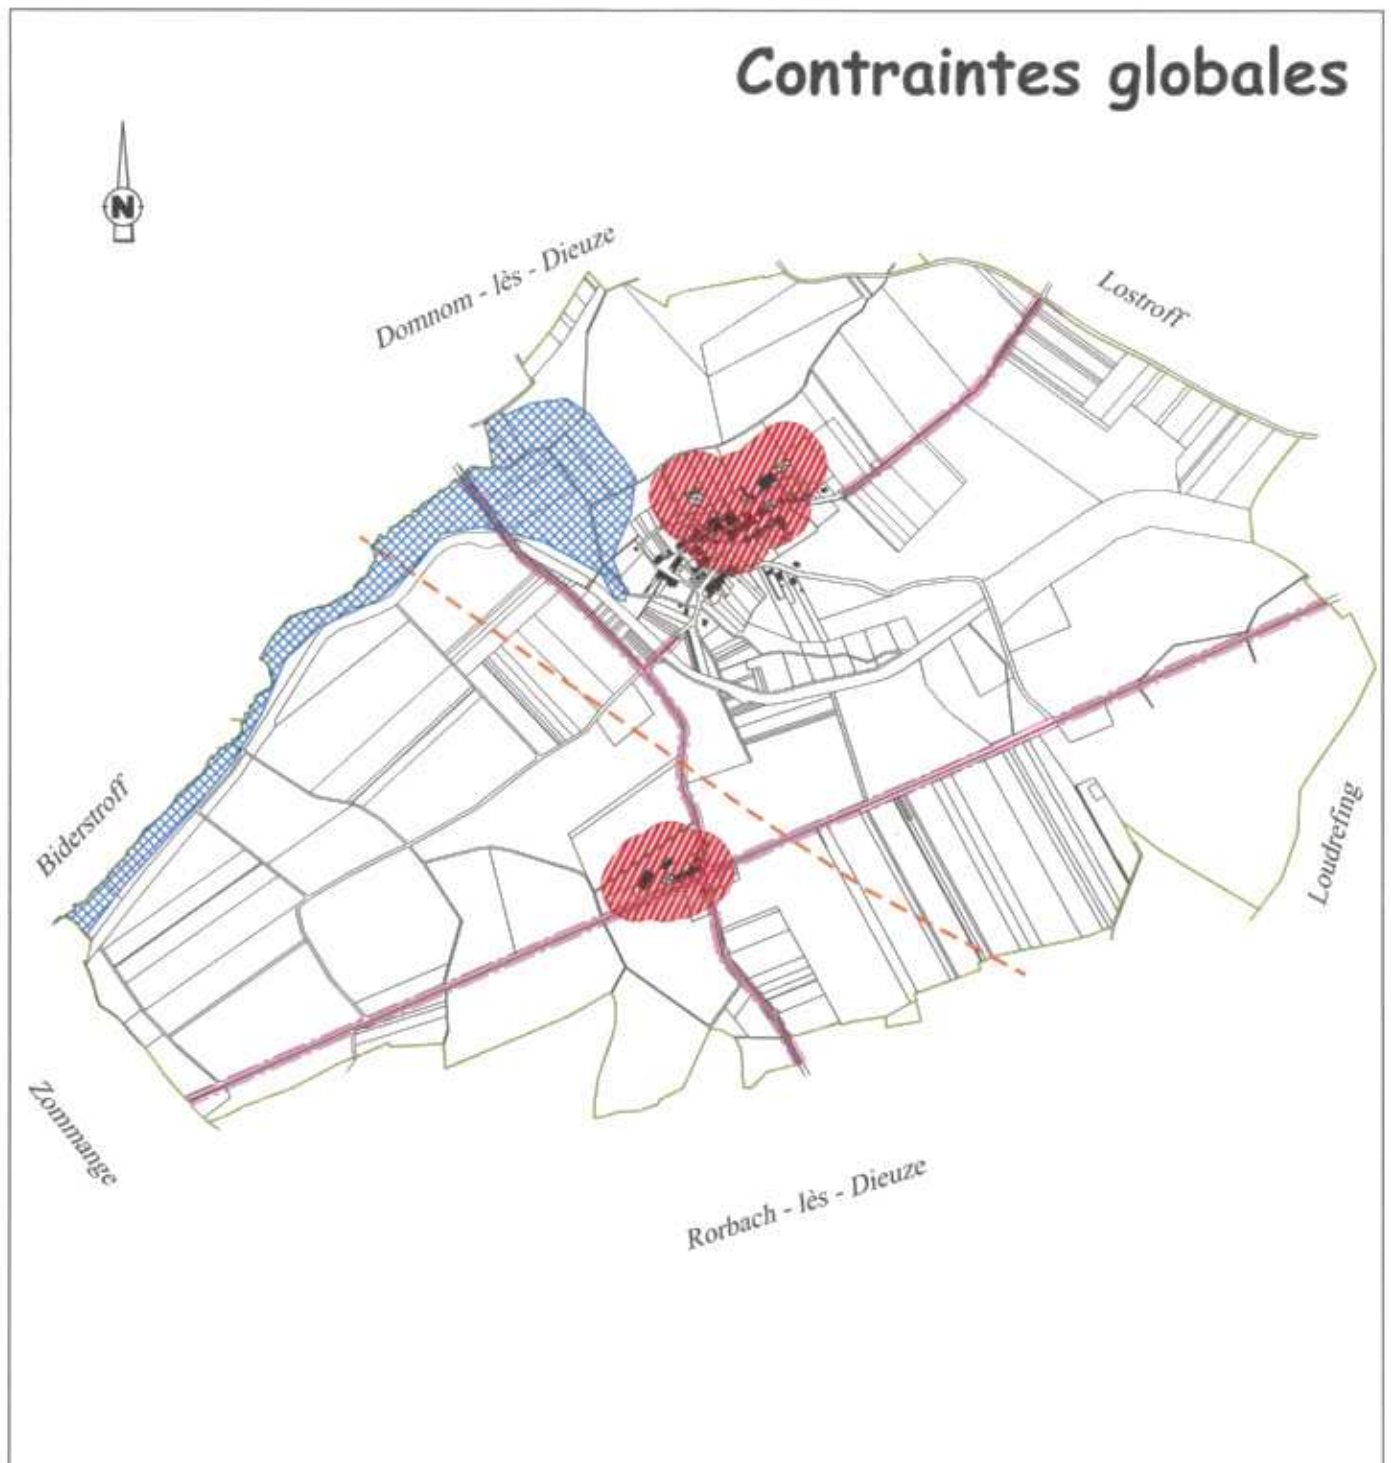 Contraintes globales
N
Domnom - lès - Dieuze
Lostroff
Biderstroff
Loudrefing
Zommange
Rorbach - lès - Dieuze